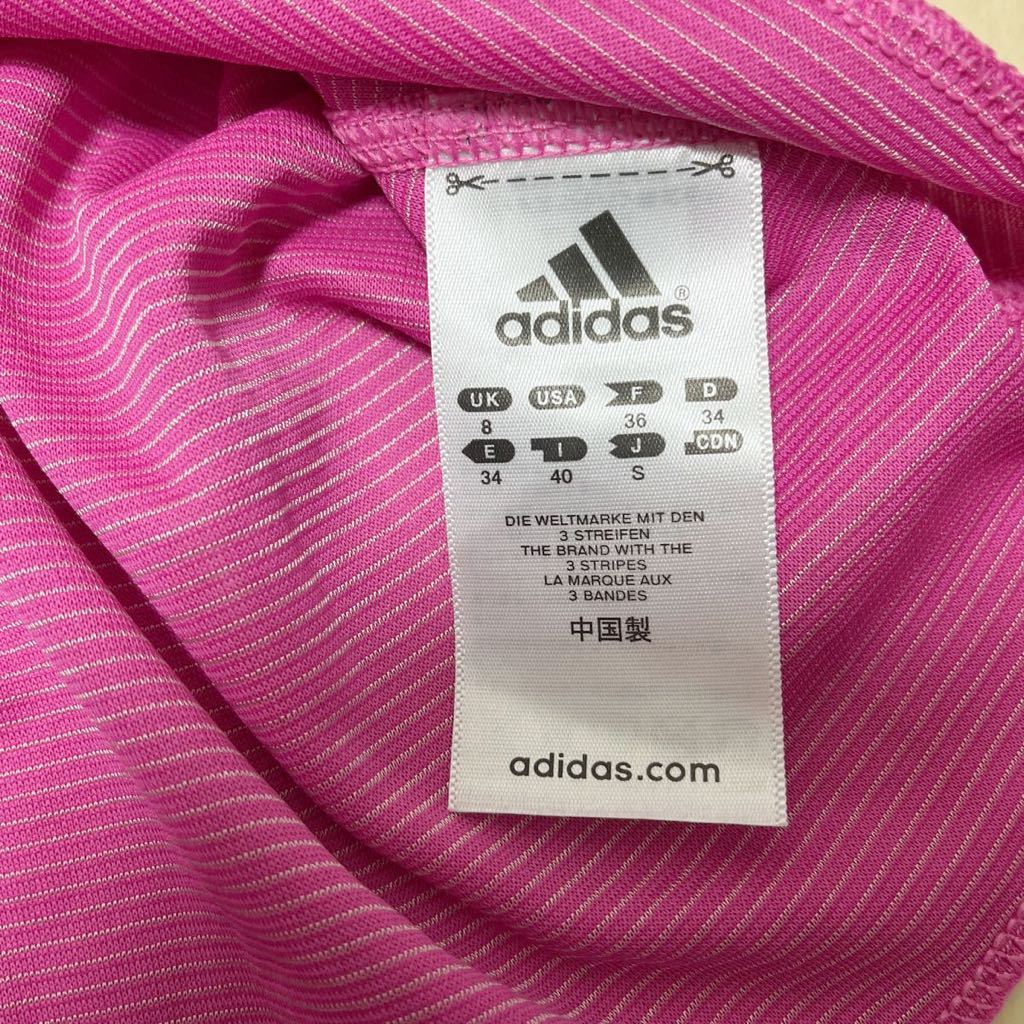 adidas®
UK USA F D
8 36 34
E I J CDN
34 40 S
DIE WELTMARKE MIT DEN
3 STREIFEN
THE BRAND WITH THE
3 STRIPES
LA MARQUE AUX
3 BANDES
中国製
adidas.com